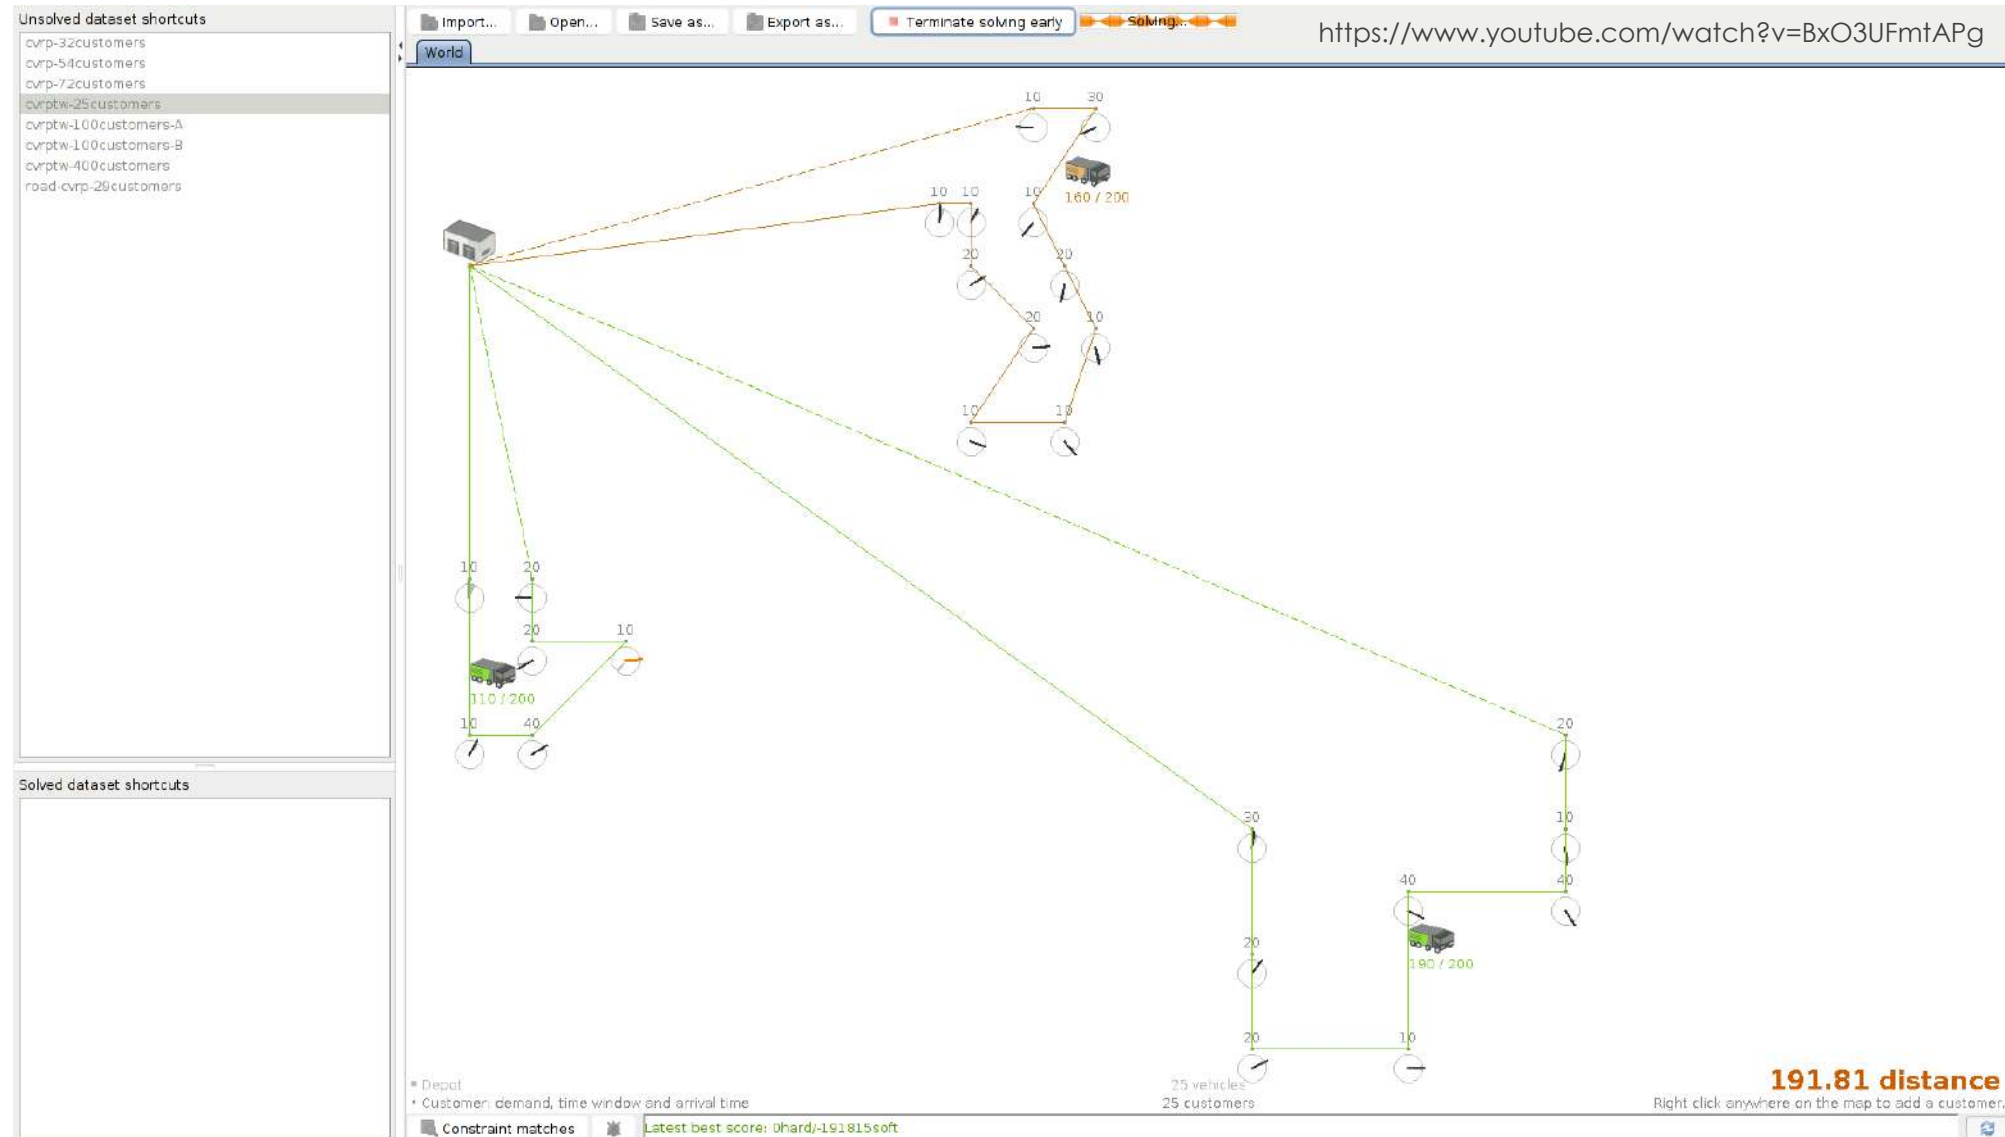 Unsolved dataset shortcuts
cvrp-32customers
cvrp-54customers
cvrp-72customers
cvrptw-25customers
cvrptw-100customers-A
cvrptw-100customers-B
cvrptw-400customers
road-cvrp-29customers
Solved dataset shortcuts
Import... Open... Save as... Export as... Terminate solving early Solving...
https://www.youtube.com/watch?v=BxO3UFmtAPg
World
10 30
160 / 200
10 10 10
20 20
20 10
10 10
10 20
20 10
110 / 200
10 40
20
30 10
40 40
190 / 200
20
20 10
191.81 distance
Depot 25 vehicles
Customer: demand, time window and arrival time 25 customers Right click anywhere on the map to add a customer.
Constraint matches Latest best score: 0hard/-191815soft